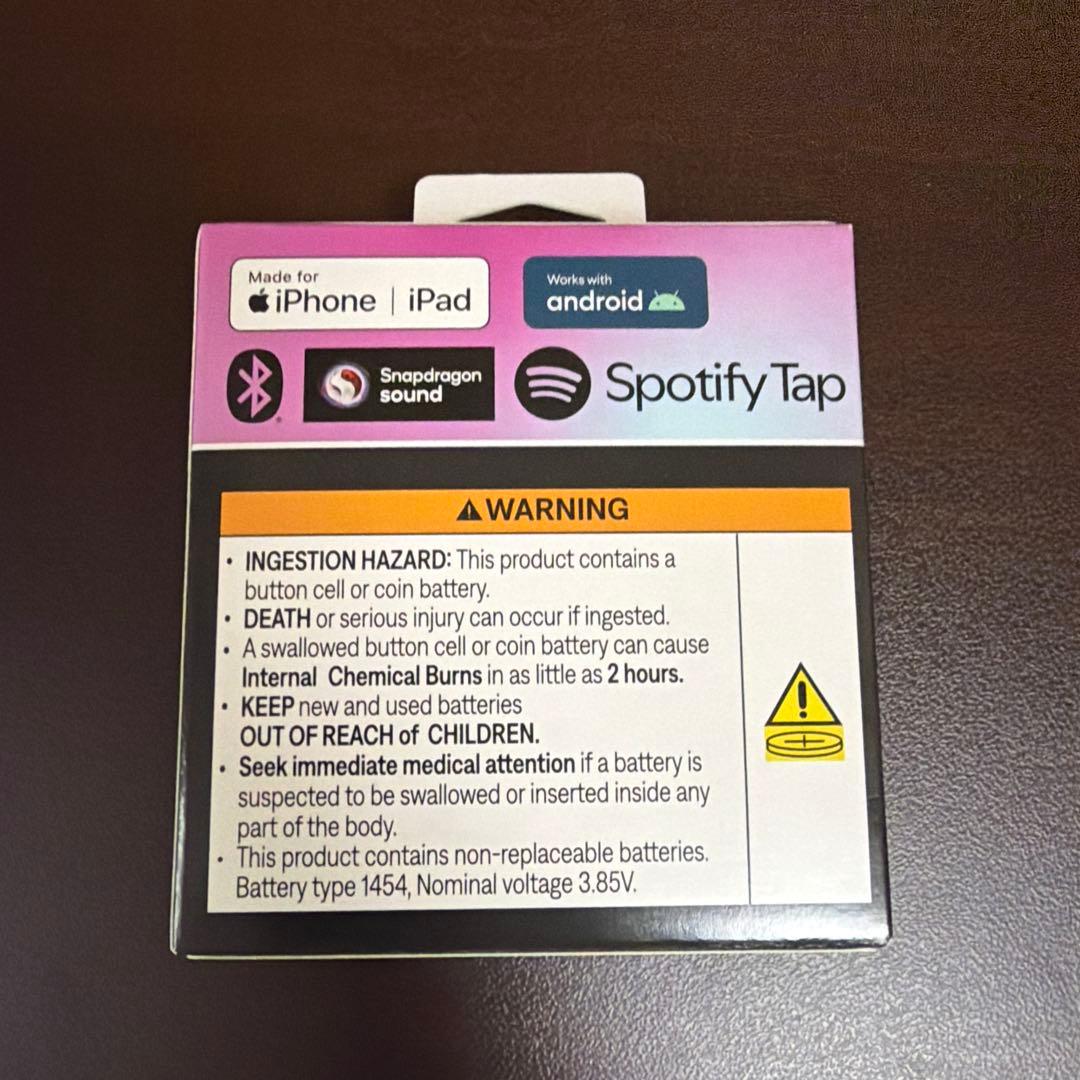 Made for
iPhone | iPad
Works with
android
Snapdragon
sound
Spotify Tap
WARNING
• INGESTION HAZARD: This product contains a
button cell or coin battery.
• DEATH or serious injury can occur if ingested.
• A swallowed button cell or coin battery can cause
Internal Chemical Burns in as little as 2 hours.
• KEEP new and used batteries
OUT OF REACH of CHILDREN.
• Seek immediate medical attention if a battery is
suspected to be swallowed or inserted inside any
part of the body.
• This product contains non-replaceable batteries.
Battery type 1454, Nominal voltage 3.85V.